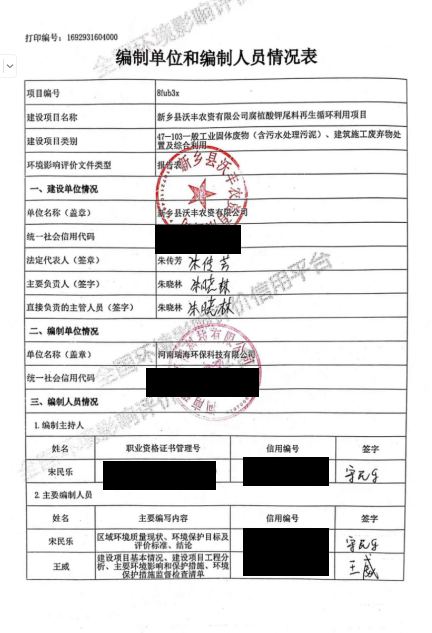 打印编号：1692931604000
编制单位和编制人员情况表
项目编号 8fub3x
建设项目名称 新乡县沃丰农资有限公司腐植酸钾尾料再生循环利用项目
建设项目类别 47-103一般工业固体废物（含污水处理污泥）、建筑施工废弃物处
置及综合利用
环境影响评价文件类型 报告表
一、建设单位情况
单位名称（盖章） 新乡县沃丰农资有限公司
统一社会信用代码
法定代表人（签章） 朱传芳 朱传芳
主要负责人（签字） 朱晓林 朱晓林
直接负责的主管人员（签字） 朱晓林 朱晓林
二、编制单位情况
单位名称（盖章） 河南瑞海环保科技有限公司
统一社会信用代码
三、编制人员情况
1.编制主持人
姓名 职业资格证书管理号 信用编号 签字
宋民乐
2.主要编制人员
姓名 主要编写内容 信用编号 签字
宋民乐 区域环境质量现状、环境保护目标及
评价标准、结论
王威 建设项目基本情况、建设项目工程分
析、主要环境影响和保护措施、环境
保护措施监督检查清单 王威
全国环境影响评价信用平台